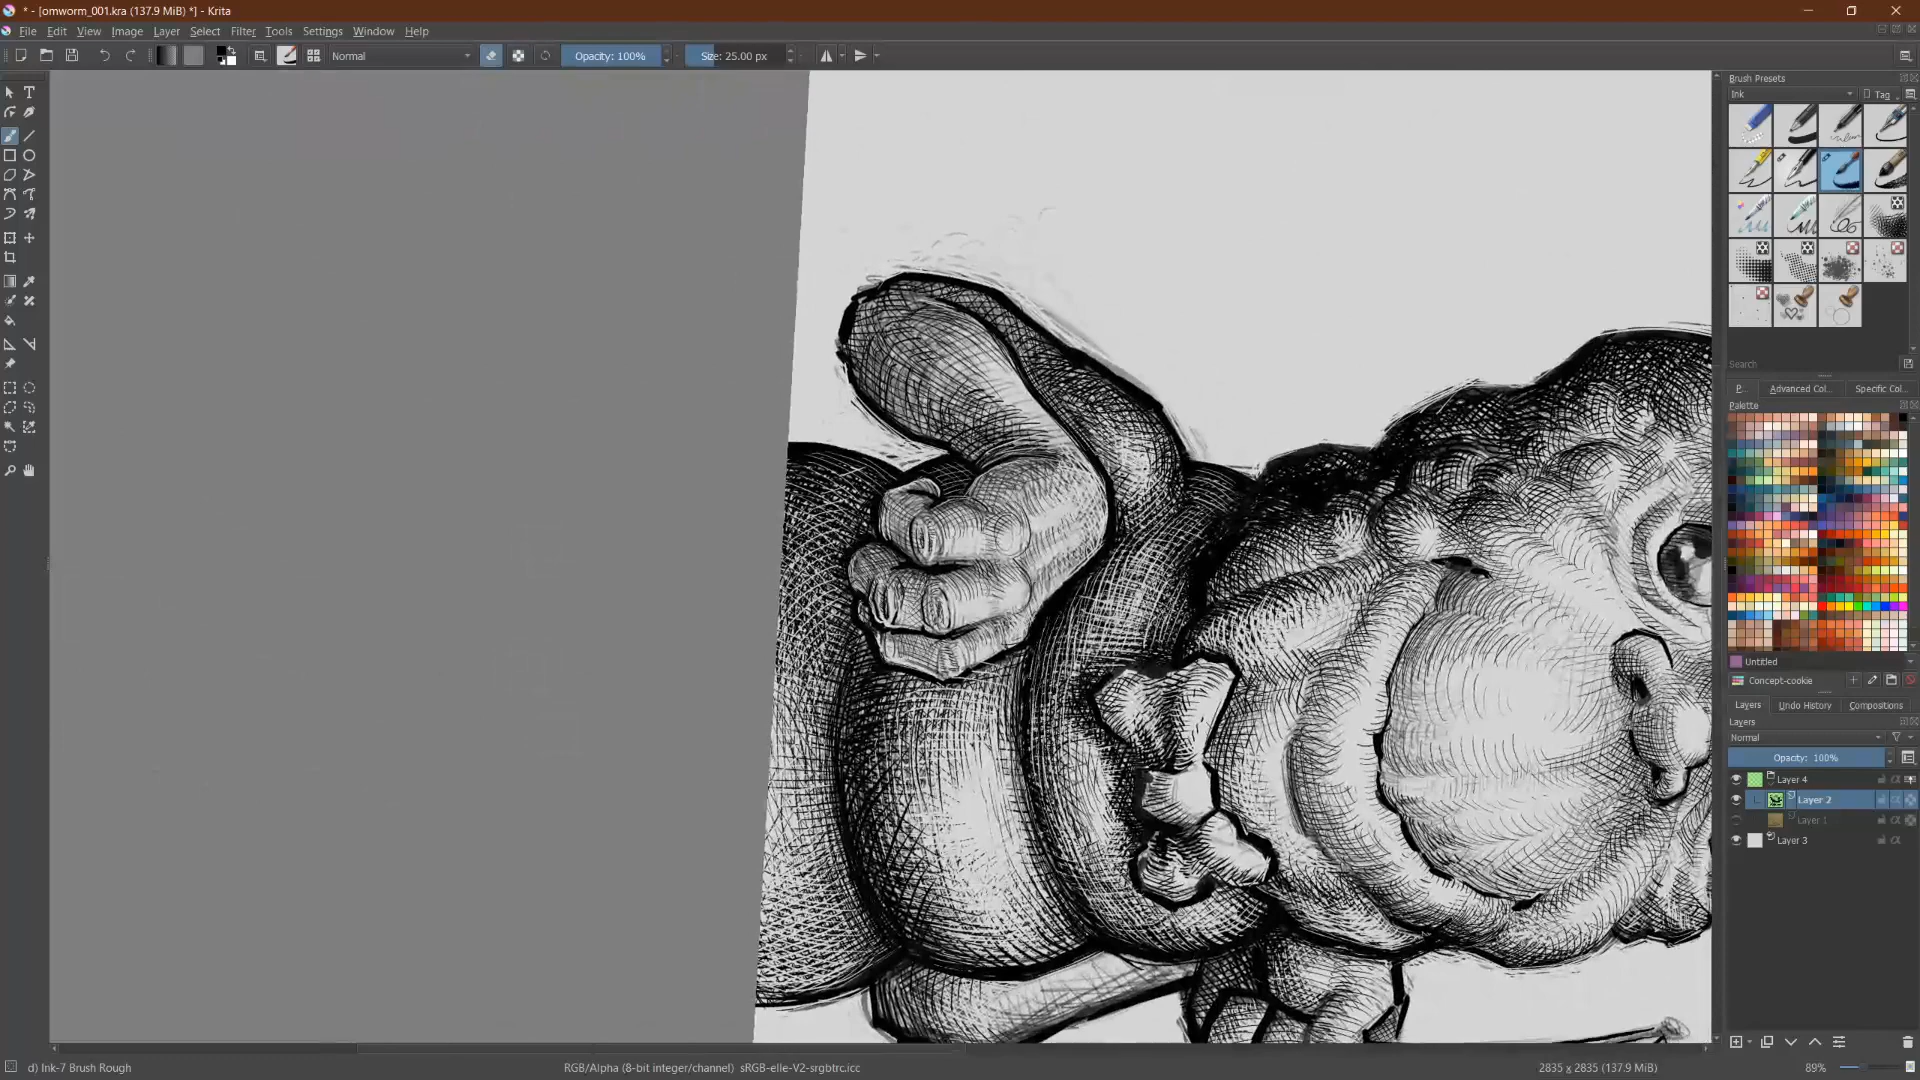 * - [omworm_001.kra (137.9 MiB) *] - Krita
File Edit View Image Layer Select Filter Tools Settings Window Help
Normal
Opacity: 100%
Size: 25.00 px
Brush Presets
Ink
Tag
Search
P... Advanced Col... Specific Col...
Palette
Untitled
Concept-cookie
Layers Undo History Compositions
Layers
Normal
Opacity: 100%
Layer 4
Layer 2
Layer 1
Layer 3
d) Ink-7 Brush Rough
RGB/Alpha (8-bit integer/channel) sRGB-elle-V2-srgbtrc.icc
2835 x 2835 (137.9 MiB)
89%